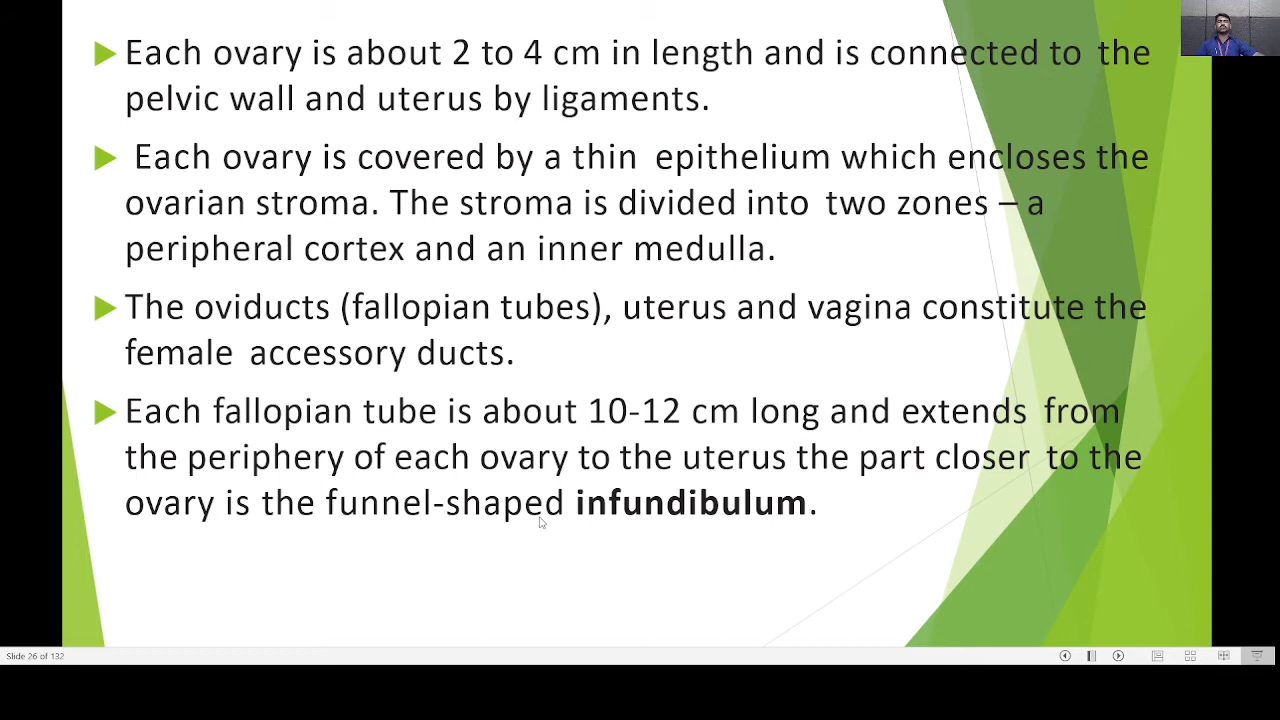 Each ovary is about 2 to 4 cm in length and is connected to the
pelvic wall and uterus by ligaments.
Each ovary is covered by a thin epithelium which encloses the
ovarian stroma. The stroma is divided into two zones – a
peripheral cortex and an inner medulla.
The oviducts (fallopian tubes), uterus and vagina constitute the
female accessory ducts.
Each fallopian tube is about 10-12 cm long and extends from
the periphery of each ovary to the uterus the part closer to the
ovary is the funnel-shaped infundibulum.
Slide 26 of 132